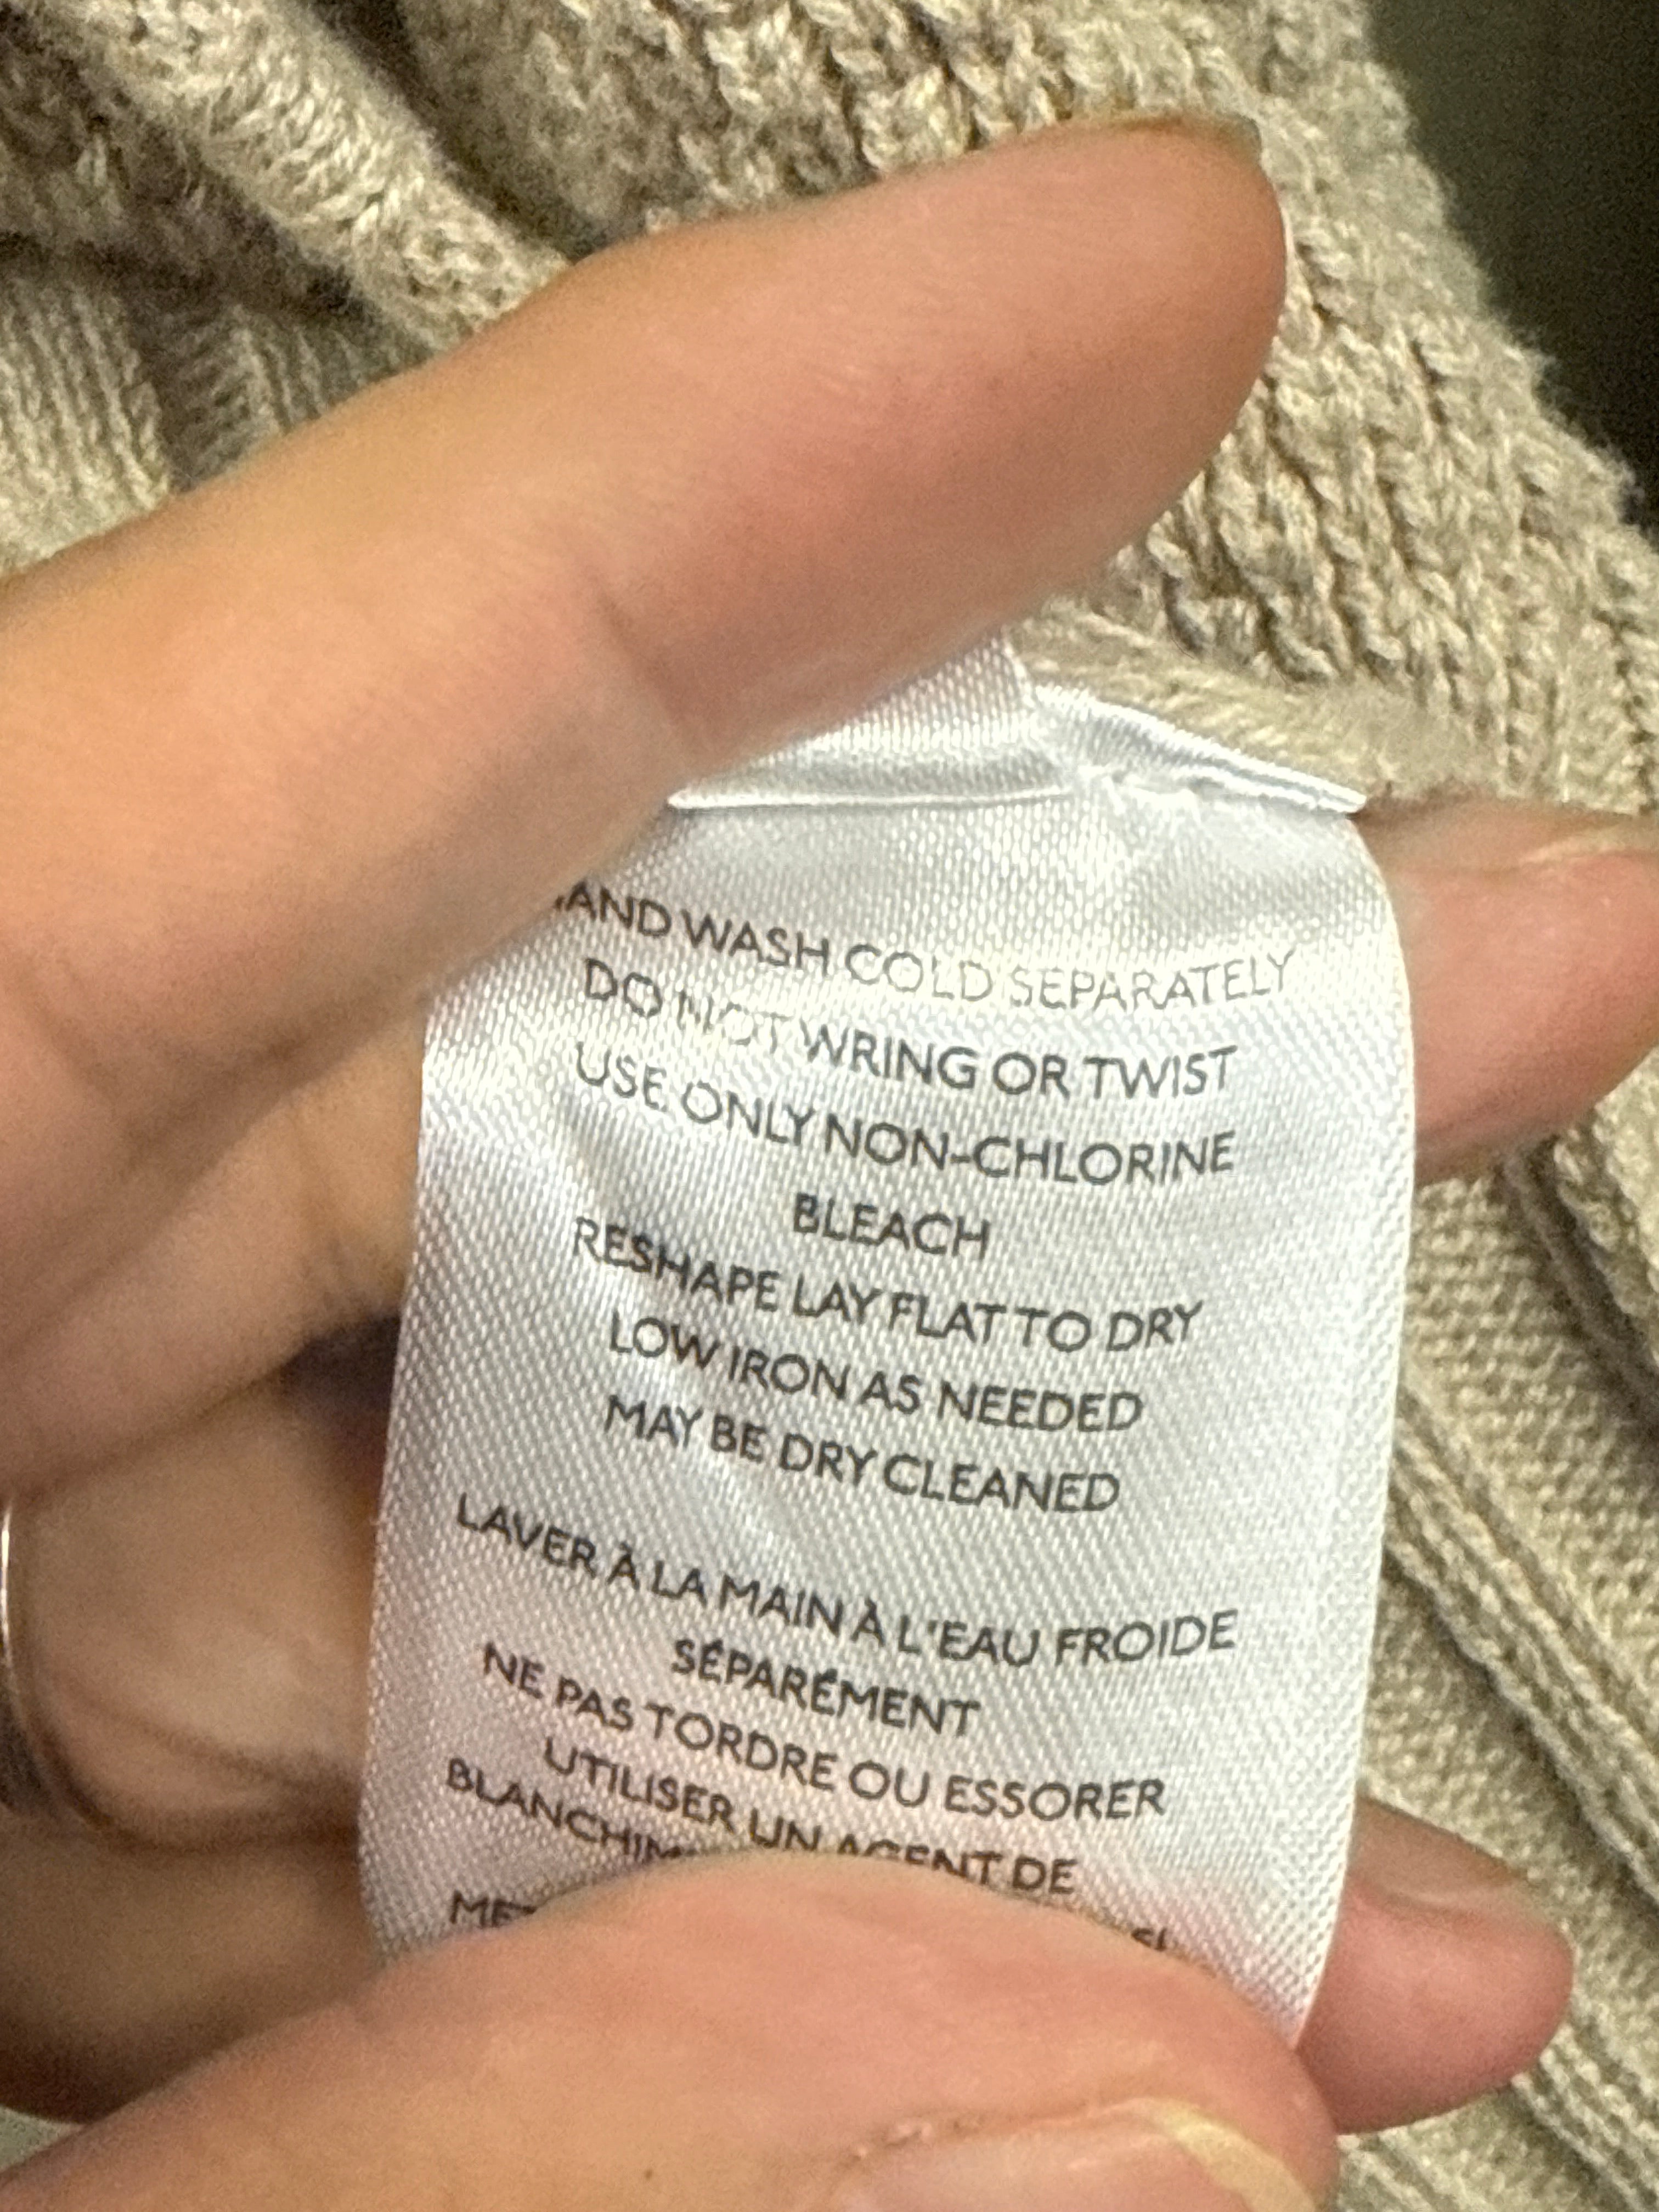 HAND WASH COLD SEPARATELY
DO NOT WRING OR TWIST
USE ONLY NON-CHLORINE
BLEACH
RESHAPE LAY FLAT TO DRY
LOW IRON AS NEEDED
MAY BE DRY CLEANED
LAVER À LA MAIN À L'EAU FROIDE
SÉPARÉMENT
NE PAS TORDRE OU ESSORER
UTILISER UN AGENT DE